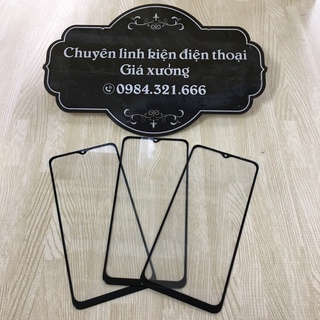 Chuyên linh kiện điện thoại
Giá xưởng
0984.321.666